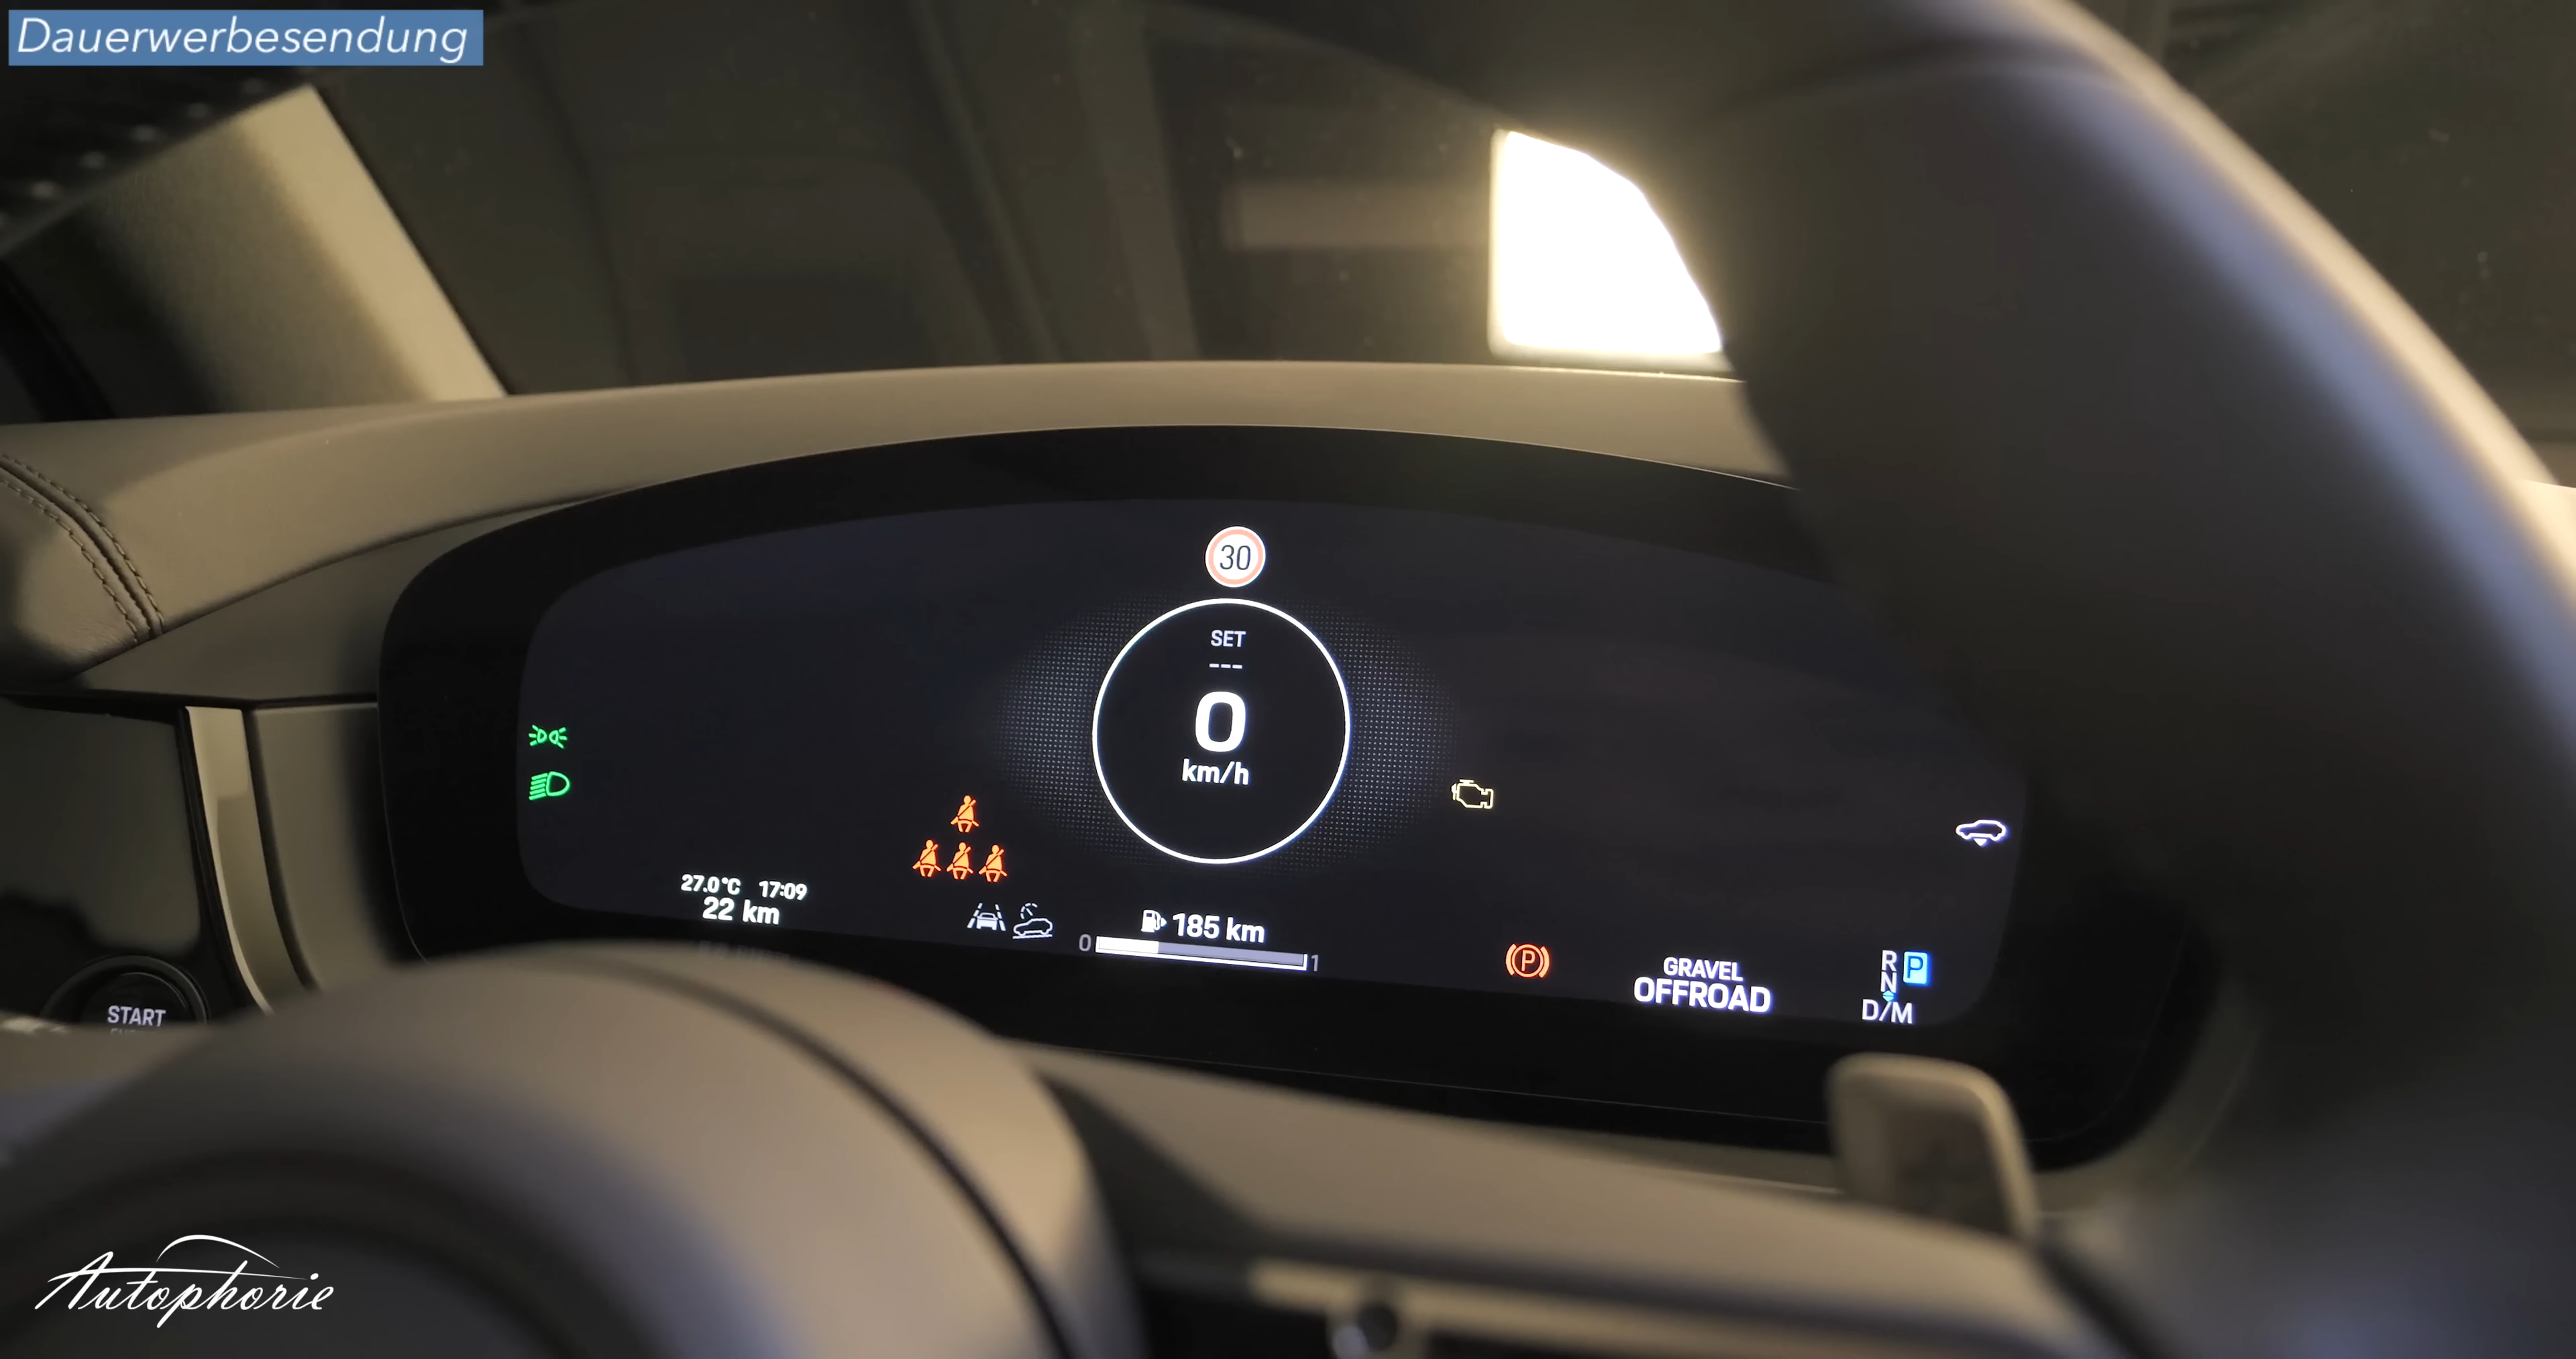 Dauerwerbesendung
30
SET
---
0
km/h
27.0°C 17:09
22 km
185 km
0 1
P
GRAVEL
OFFROAD
R P
N
D/M
START
Autophorie